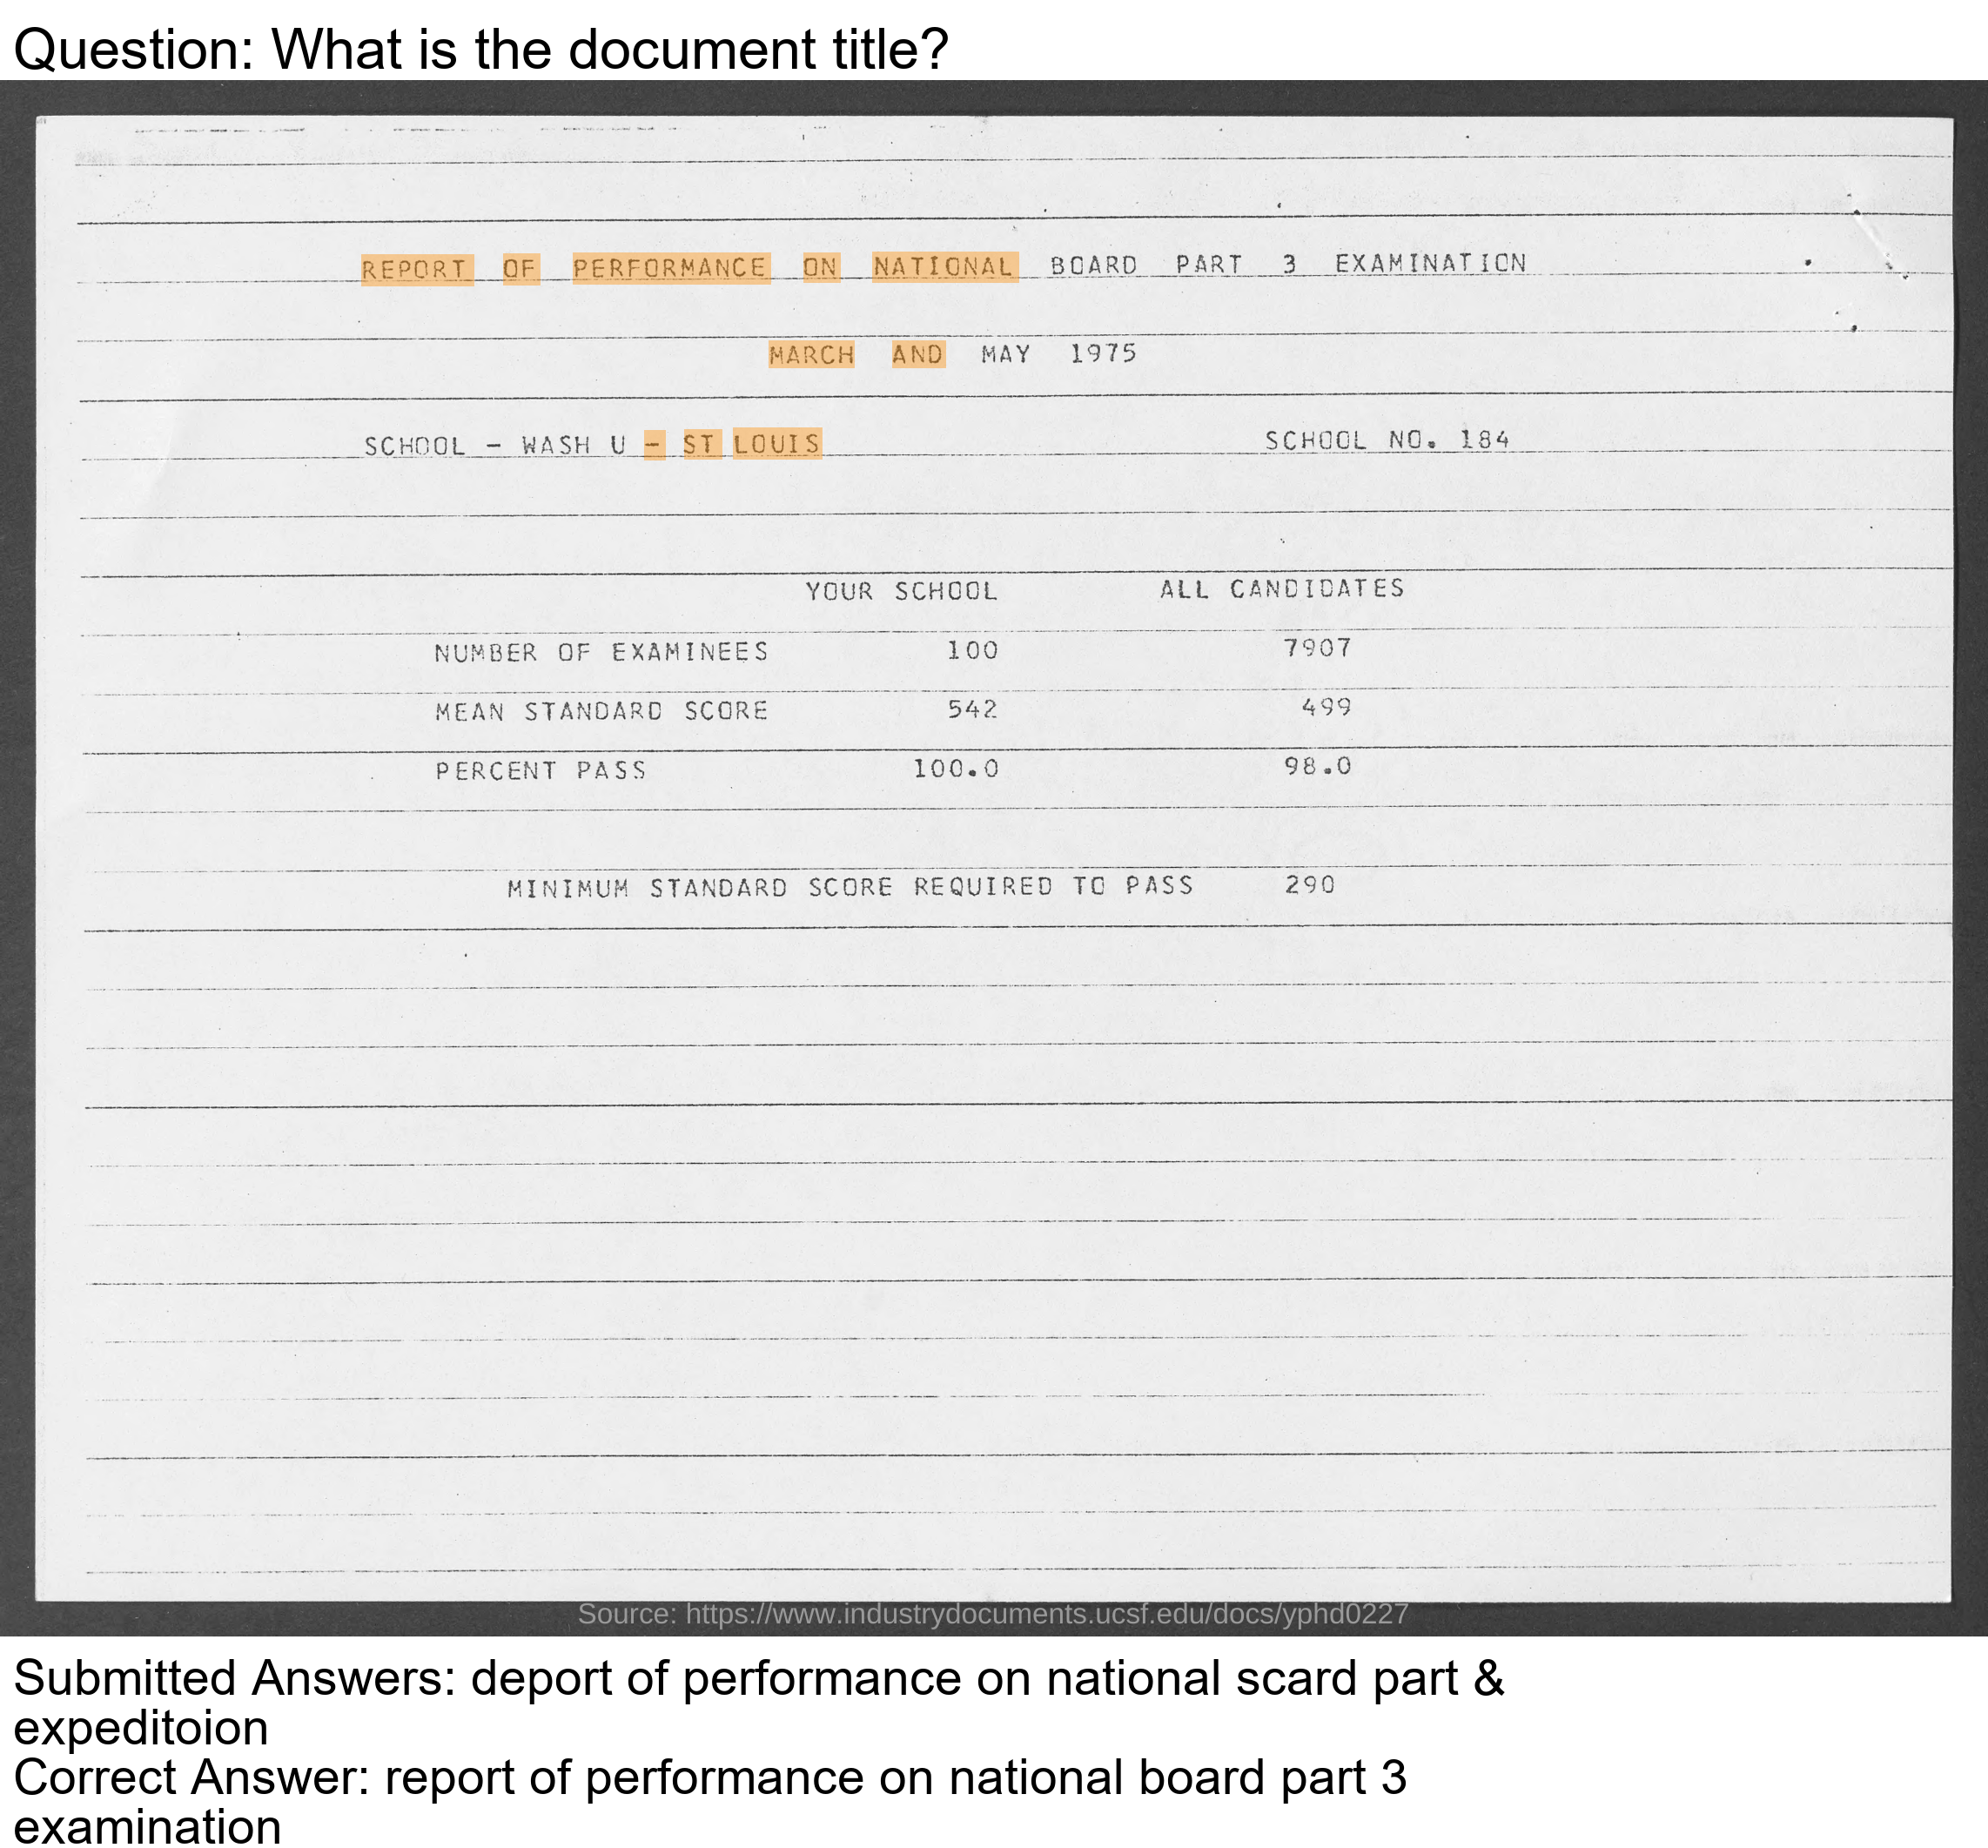 Question: What is the document title?
REPORT OF PERFORMANCE ON NATIONAL BOARD PART 3 EXAMINATION
MARCH AND MAY 1975
SCHOOL - WASH U - ST LOUIS SCHOOL NO. 184
YOUR SCHOOL ALL CANDIDATES
NUMBER OF EXAMINEES 100 7907
MEAN STANDARD SCORE 542 499
PERCENT PASS 100.0 98.0
MINIMUM STANDARD SCORE REQUIRED TO PASS 290
Source: https://www.industrydocuments.ucsf.edu/docs/yphd0227
Submitted Answers: deport of performance on national scard part &
expeditoion
Correct Answer: report of performance on national board part 3
examination